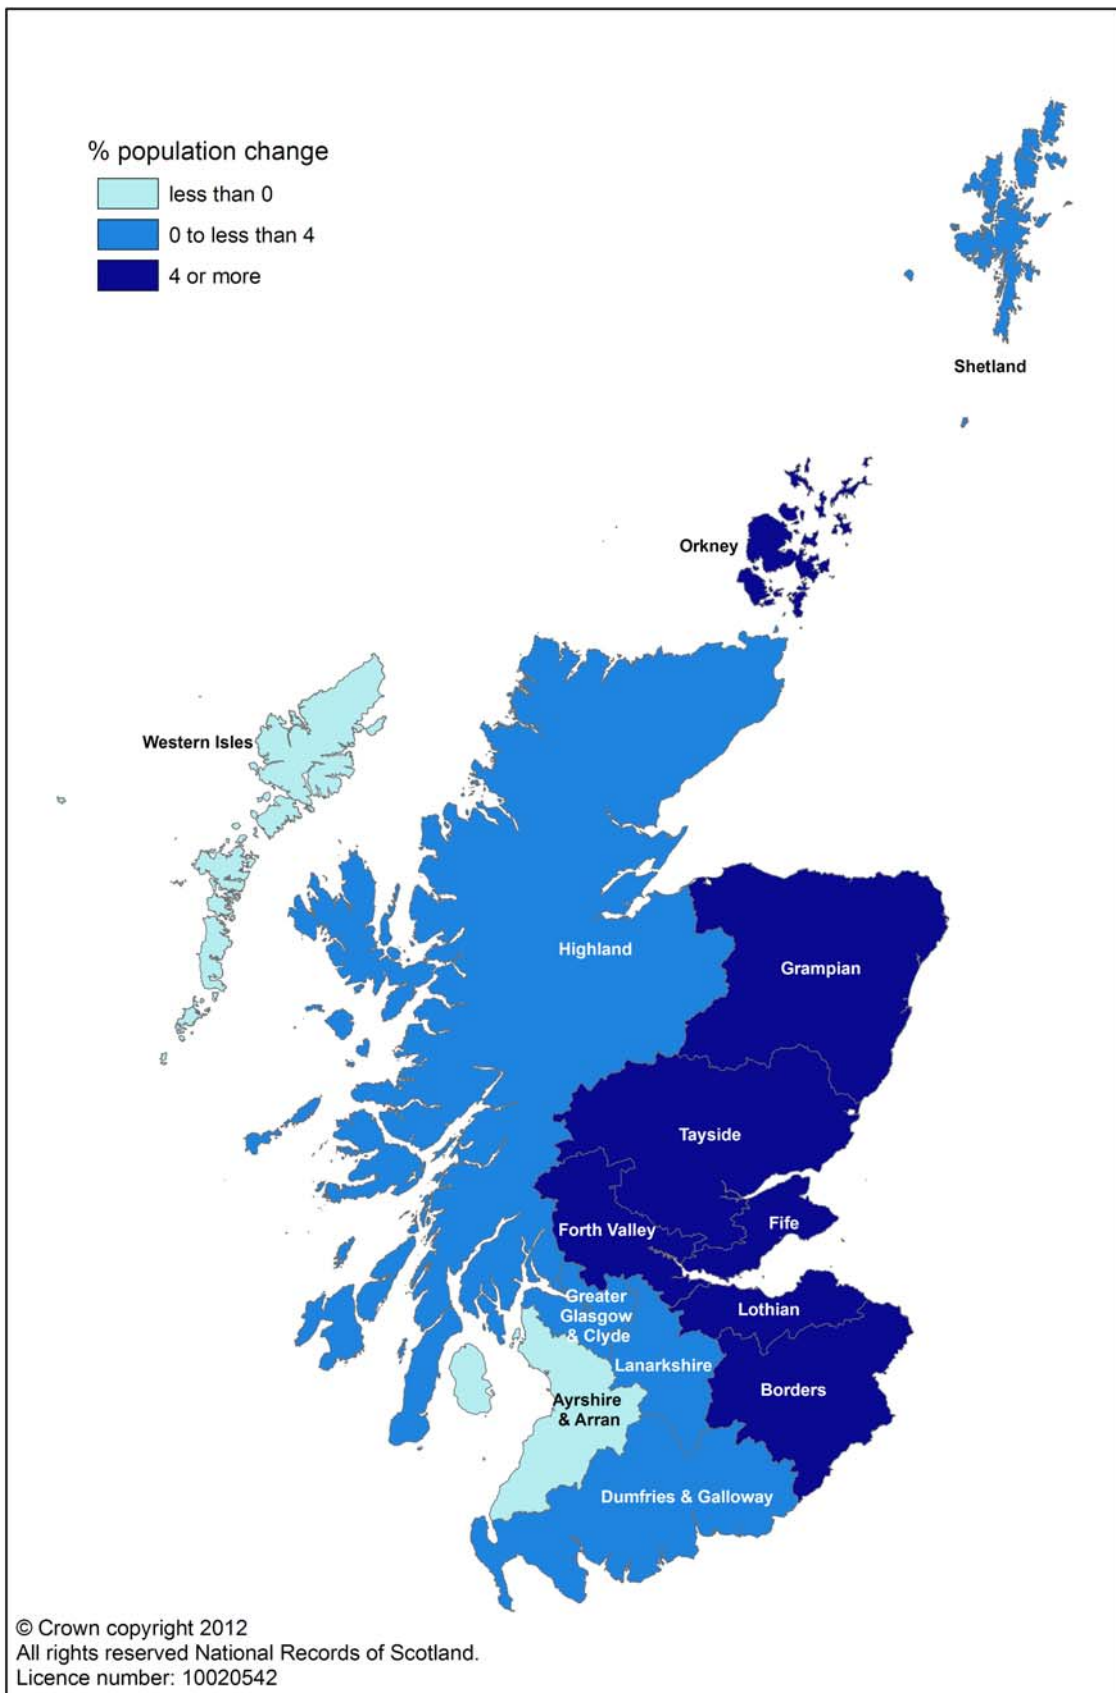 % population change
less than 0
0 to less than 4
4 or more
Shetland
Orkney
Western Isles
Highland
Grampian
Tayside
Forth Valley
Fife
Greater
Glasgow
& Clyde
Lothian
Lanarkshire
Borders
Ayrshire
& Arran
Dumfries & Galloway
© Crown copyright 2012
All rights reserved National Records of Scotland.
Licence number: 10020542